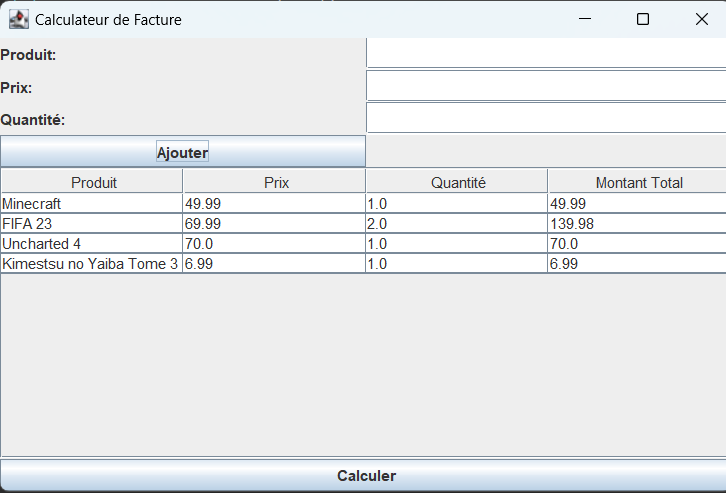 Calculateur de Facture
Produit:
Prix:
Quantité:
Ajouter
Produit Prix Quantité Montant Total
Minecraft 49.99 1.0 49.99
FIFA 23 69.99 2.0 139.98
Uncharted 4 70.0 1.0 70.0
Kimestsu no Yaiba Tome 3 6.99 1.0 6.99
Calculer